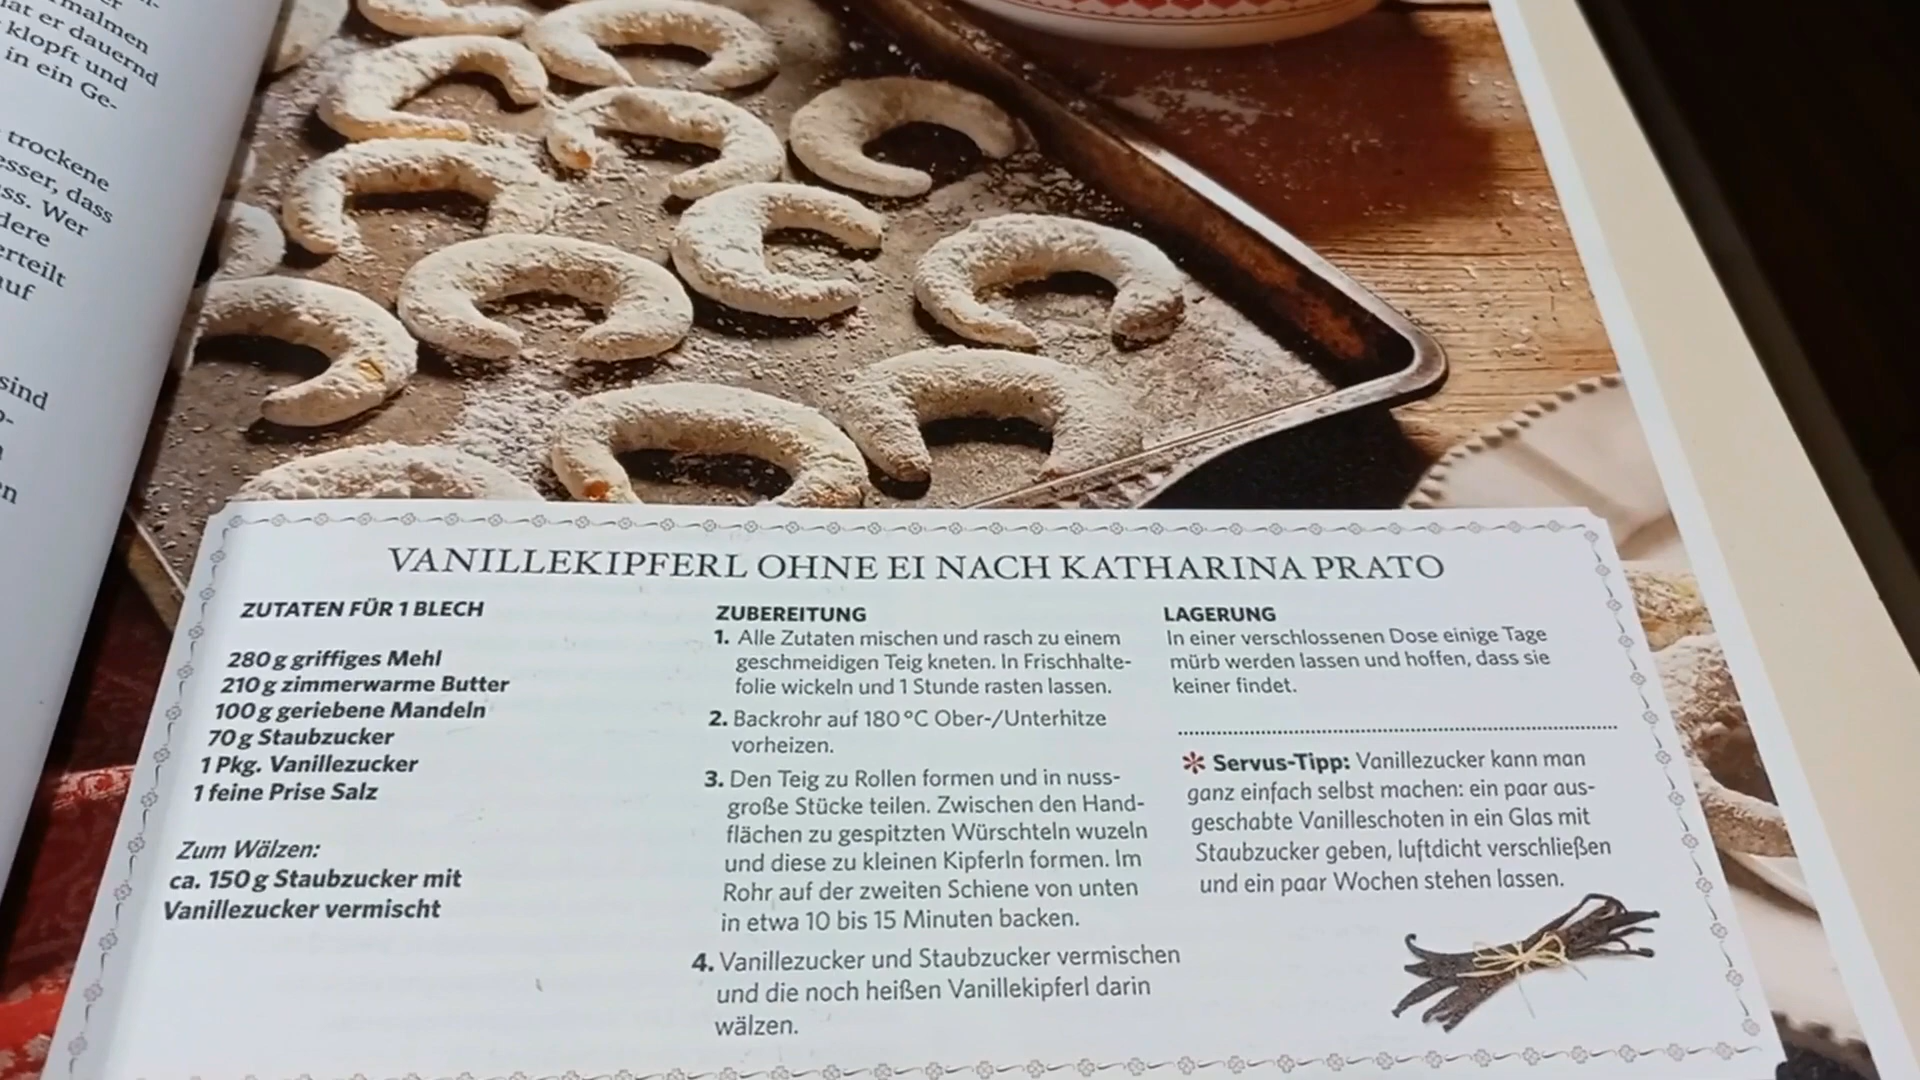 malmen
at er dauernd
klopft und
in ein Ge-
trockene
esser, dass
ss. Wer
dere
erteilt
uf
sind
en
VANILLEKIPFERL OHNE EI NACH KATHARINA PRATO
ZUTATEN FÜR 1 BLECH
280 g griffiges Mehl
210 g zimmerwarme Butter
100 g geriebene Mandeln
70 g Staubzucker
1 Pkg. Vanillezucker
1 feine Prise Salz
Zum Wälzen:
ca. 150 g Staubzucker mit
Vanillezucker vermischt
ZUBEREITUNG
1. Alle Zutaten mischen und rasch zu einem
geschmeidigen Teig kneten. In Frischhalte-
folie wickeln und 1 Stunde rasten lassen.
2. Backrohr auf 180 °C Ober-/Unterhitze
vorheizen.
3. Den Teig zu Rollen formen und in nuss-
große Stücke teilen. Zwischen den Hand-
flächen zu gespitzten Würschteln wuzeln
und diese zu kleinen Kipferln formen. Im
Rohr auf der zweiten Schiene von unten
in etwa 10 bis 15 Minuten backen.
4. Vanillezucker und Staubzucker vermischen
und die noch heißen Vanillekipferl darin
wälzen.
LAGERUNG
In einer verschlossenen Dose einige Tage
mürb werden lassen und hoffen, dass sie
keiner findet.
* Servus-Tipp: Vanillezucker kann man
ganz einfach selbst machen: ein paar aus-
geschabte Vanilleschoten in ein Glas mit
Staubzucker geben, luftdicht verschließen
und ein paar Wochen stehen lassen.